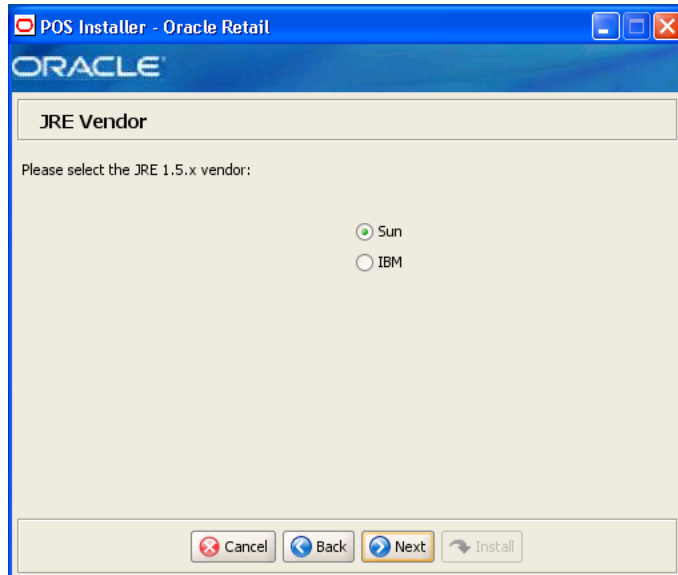 POS Installer - Oracle Retail
ORACLE
JRE Vendor
Please select the JRE 1.5.x vendor:
Sun
IBM
Cancel
Back
Next
Install